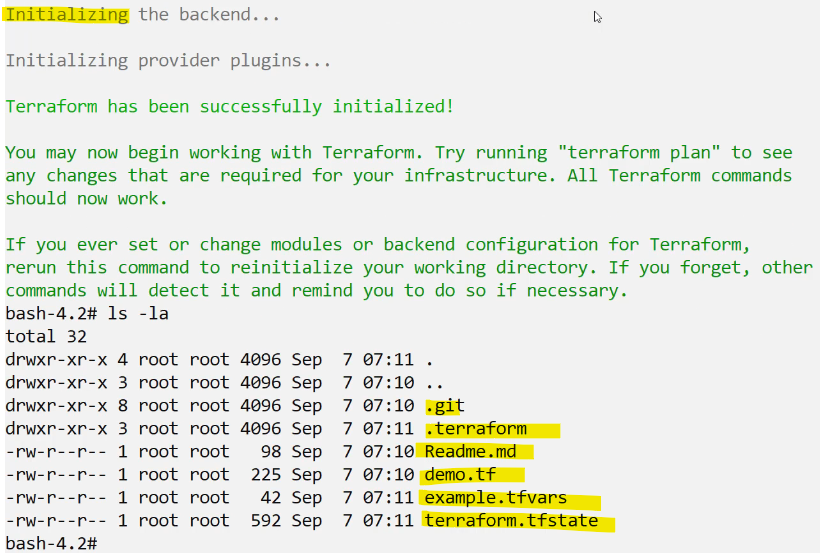 Initializing the backend...
Initializing provider plugins...
Terraform has been successfully initialized!
You may now begin working with Terraform. Try running "terraform plan" to see
any changes that are required for your infrastructure. All Terraform commands
should now work.
If you ever set or change modules or backend configuration for Terraform,
rerun this command to reinitialize your working directory. If you forget, other
commands will detect it and remind you to do so if necessary.
bash-4.2# ls -la
total 32
drwxr-xr-x 4 root root 4096 Sep  7 07:11 .
drwxr-xr-x 3 root root 4096 Sep  7 07:10 ..
drwxr-xr-x 8 root root 4096 Sep  7 07:10 .git
drwxr-xr-x 3 root root 4096 Sep  7 07:11 .terraform
-rw-r--r-- 1 root root   98 Sep  7 07:10 Readme.md
-rw-r--r-- 1 root root  225 Sep  7 07:10 demo.tf
-rw-r--r-- 1 root root   42 Sep  7 07:11 example.tfvars
-rw-r--r-- 1 root root  592 Sep  7 07:11 terraform.tfstate
bash-4.2#